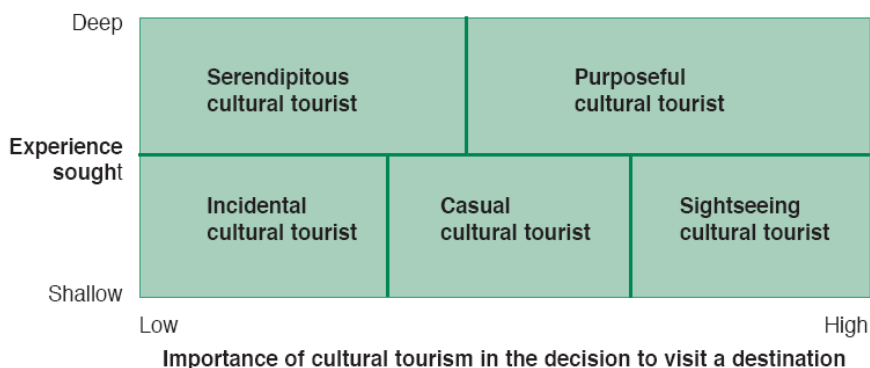 Deep
Serendipitous
cultural tourist
Purposeful
cultural tourist
Experience
sought
Incidental
cultural tourist
Casual
cultural tourist
Sightseeing
cultural tourist
Shallow
Low
High
Importance of cultural tourism in the decision to visit a destination